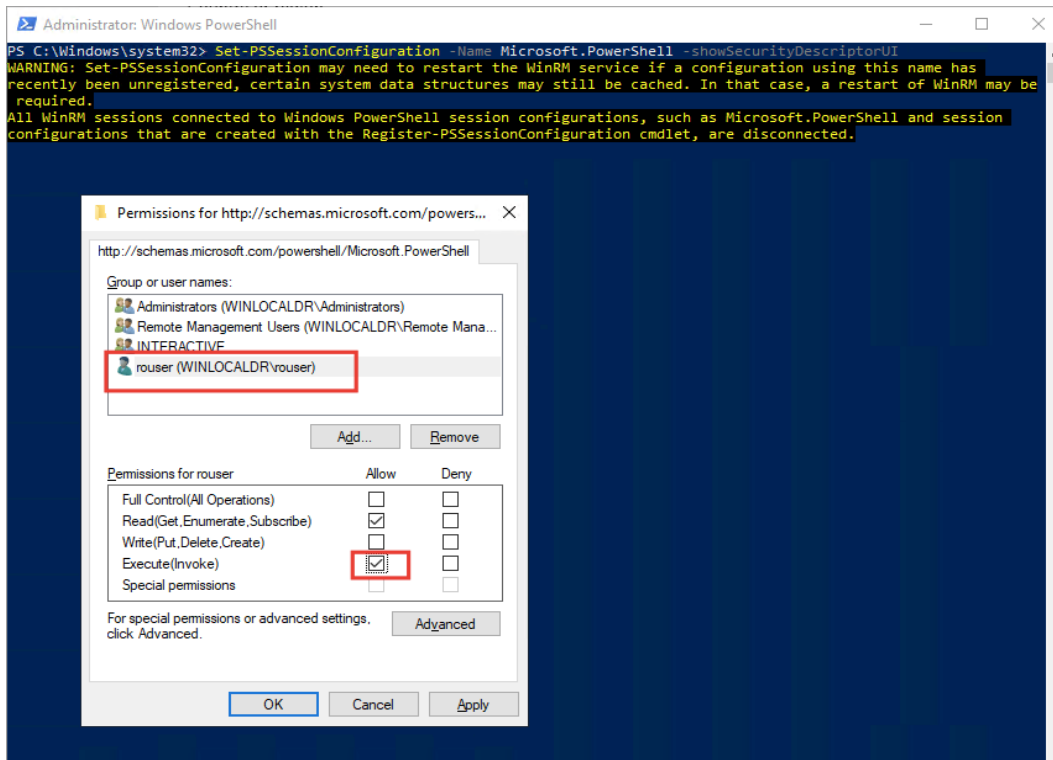 Administrator: Windows PowerShell
PS C:\Windows\system32> Set-PSSessionConfiguration -Name Microsoft.PowerShell -showSecurityDescriptorUI
WARNING: Set-PSSessionConfiguration may need to restart the WinRM service if a configuration using this name has
recently been unregistered, certain system data structures may still be cached. In that case, a restart of WinRM may be
required.
All WinRM sessions connected to Windows PowerShell session configurations, such as Microsoft.PowerShell and session
configurations that are created with the Register-PSSessionConfiguration cmdlet, are disconnected.
Permissions for http://schemas.microsoft.com/powers...
http://schemas.microsoft.com/powershell/Microsoft.PowerShell
Group or user names:
Administrators (WINLOCALDR\Administrators)
Remote Management Users (WINLOCALDR\Remote Mana...
INTERACTIVE
rouser (WINLOCALDR\rouser)
Add... Remove
Permissions for rouser Allow Deny
Full Control(All Operations)
Read(Get,Enumerate,Subscribe)
Write(Put,Delete,Create)
Execute(Invoke)
Special permissions
For special permissions or advanced settings,
click Advanced.
Advanced
OK Cancel Apply